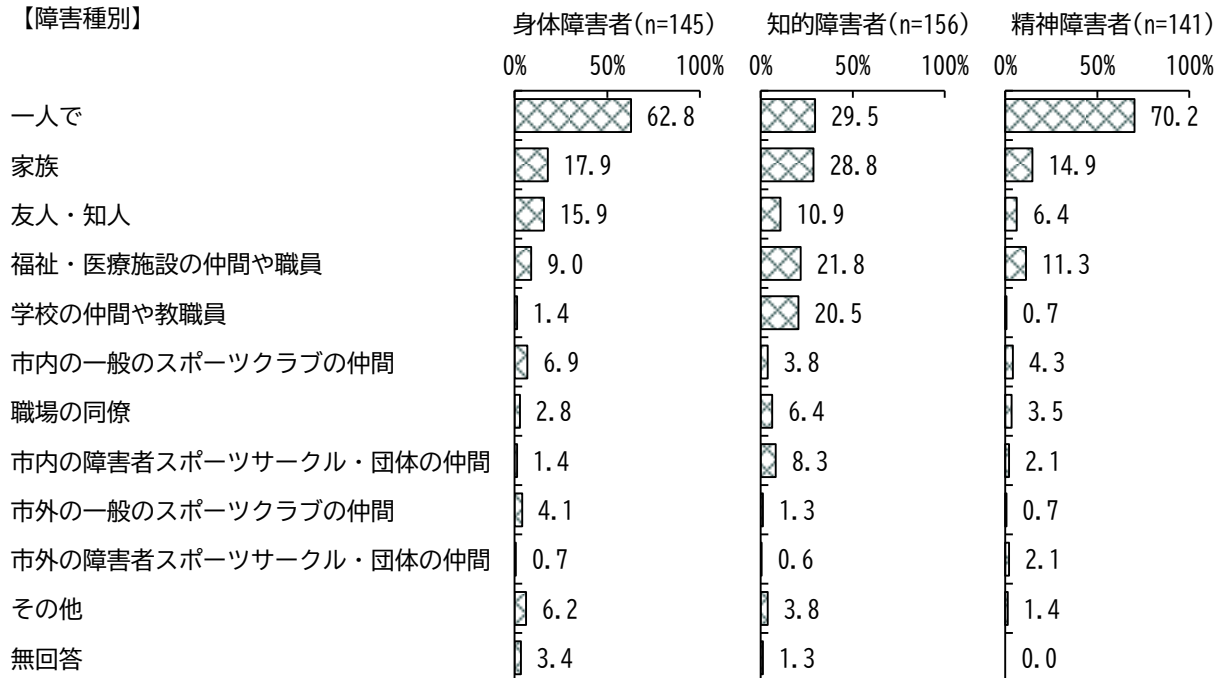 【障害種別】
身体障害者(n=145) 知的障害者(n=156) 精神障害者(n=141)
0% 50% 100% 0% 50% 100% 0% 50% 100%
一人で 62.8 29.5 70.2
家族 17.9 28.8 14.9
友人・知人 15.9 10.9 6.4
福祉・医療施設の仲間や職員 9.0 21.8 11.3
学校の仲間や教職員 1.4 20.5 0.7
市内の一般のスポーツクラブの仲間 6.9 3.8 4.3
職場の同僚 2.8 6.4 3.5
市内の障害者スポーツサークル・団体の仲間 1.4 8.3 2.1
市外の一般のスポーツクラブの仲間 4.1 1.3 0.7
市外の障害者スポーツサークル・団体の仲間 0.7 0.6 2.1
その他 6.2 3.8 1.4
無回答 3.4 1.3 0.0